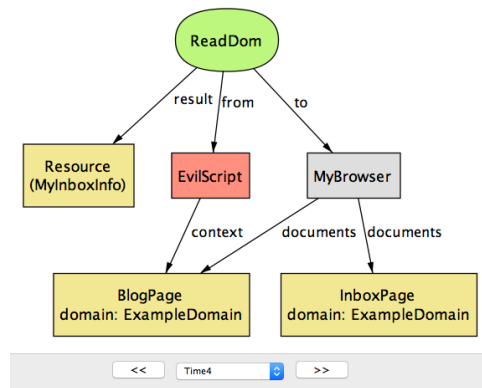 ReadDom
result
from
to
Resource
(MyInboxInfo)
EvilScript
MyBrowser
context
documents
documents
BlogPage
domain: ExampleDomain
InboxPage
domain: ExampleDomain
<<
Time4
>>